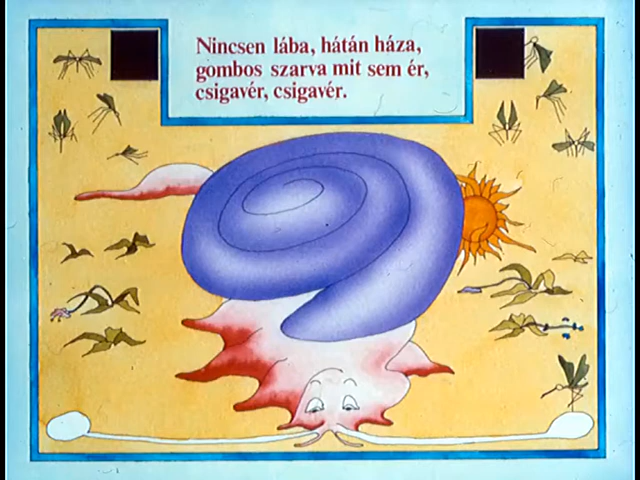 Nincsen lába, hátán háza,
gombos szarva mit sem ér,
csigavér, csigavér.